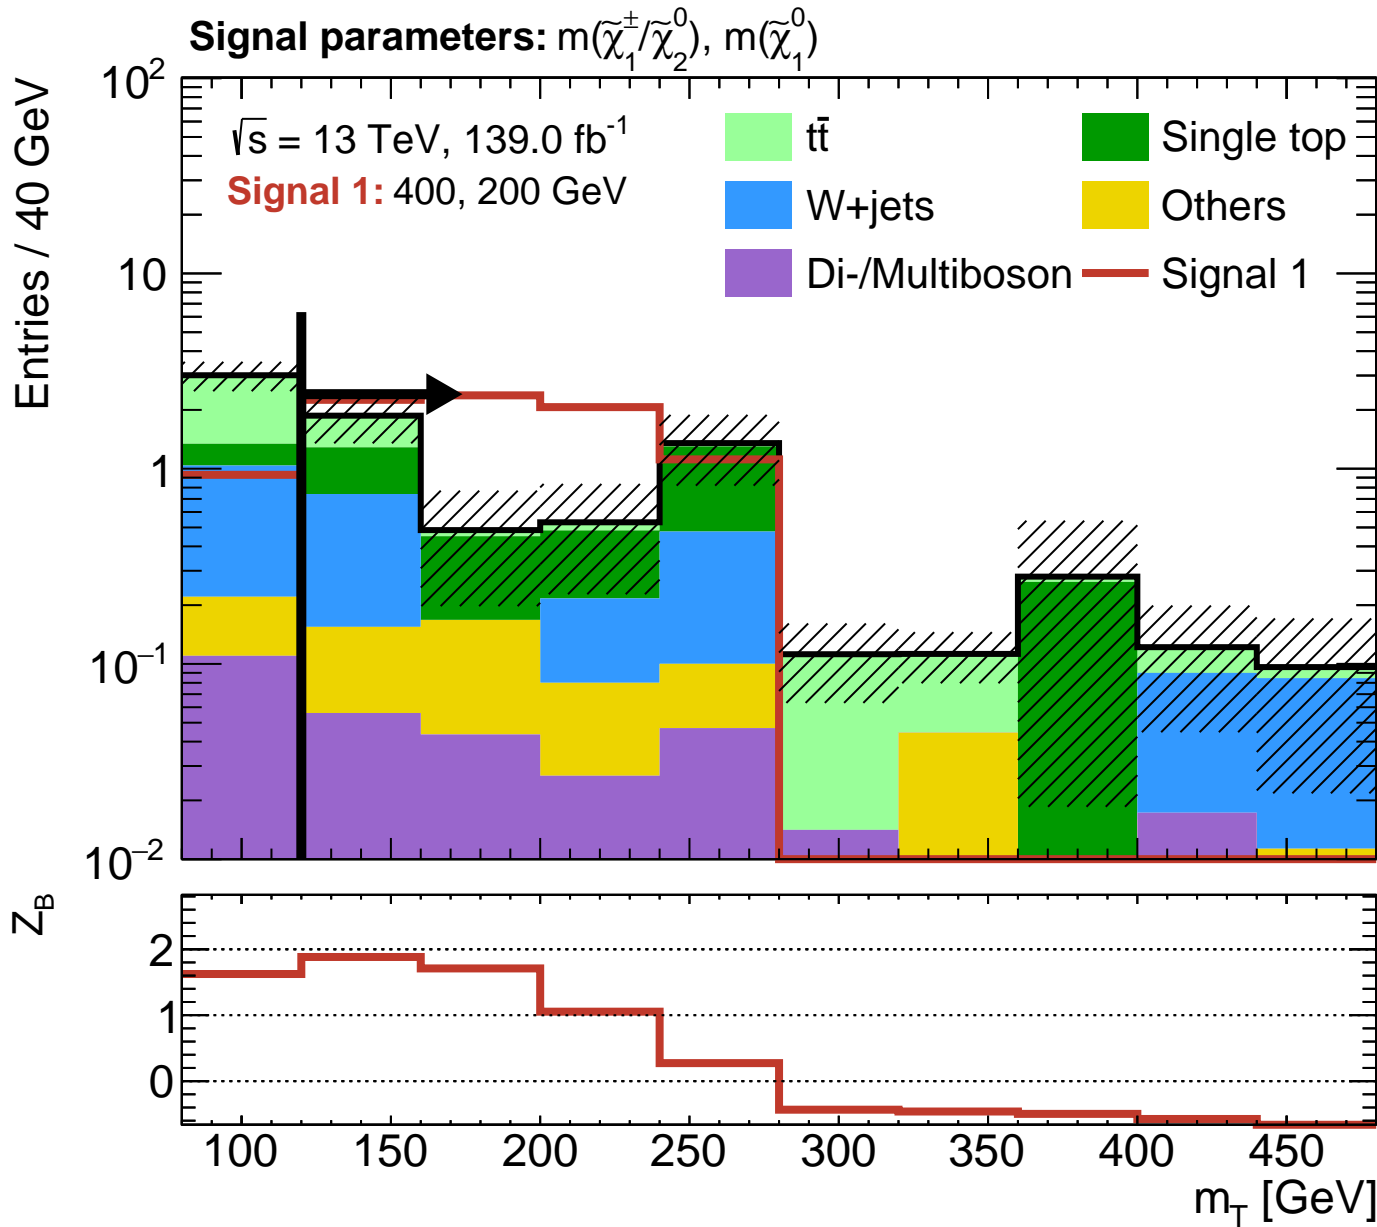 Signal parameters: m(χ̃₁±/χ̃₂⁰), m(χ̃₁⁰)
Entries / 40 GeV
10²
10
1
10⁻¹
10⁻²
√s = 13 TeV, 139.0 fb⁻¹
Signal 1: 400, 200 GeV
tt̄
Single top
W+jets
Others
Di-/Multiboson
Signal 1
Z_B
2
1
0
100 150 200 250 300 350 400 450
m_T [GeV]